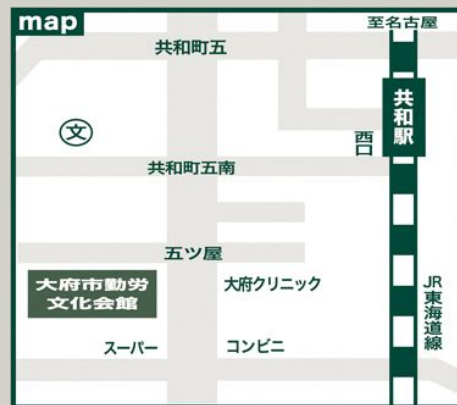 map
至名古屋
共和町五
共和駅
文
西口
共和町五南
五ツ屋
大府市勤労
文化会館
大府クリニック
JR東海道線
スーパー
コンビニ